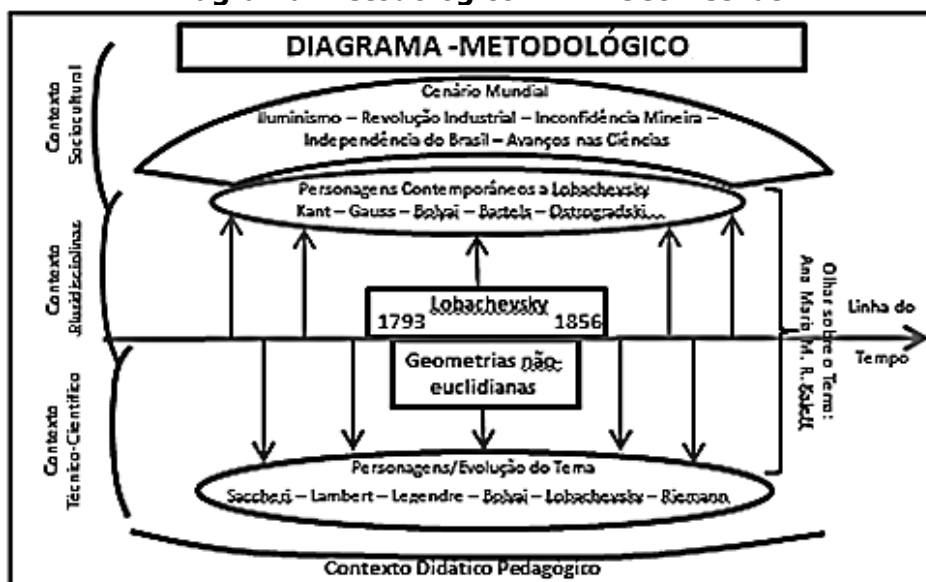 DIAGRAMA -METODOLÓGICO
Contexto
Sociocultural
Cenário Mundial
Iluminismo – Revolução Industrial – Inconfidência Mineira –
Independência do Brasil – Avanços nas Ciências
Personagens Contemporâneos a Lobachevsky
Kant – Gauss – Bolyai – Bartels – Ostrogradski...
Contexto
Pluridisciplinas
Lobachevsky
1793 1856
Linha do
Tempo
Olhar sobre o Tema:
Ana Maria M. R.
Geometrias não-
euclidianas
Contexto
Técnico-Científico
Personagens/Evolução do Tema
Saccheri – Lambert – Legendre – Bolyai – Lobachevsky – Riemann
Contexto Didático Pedagógico